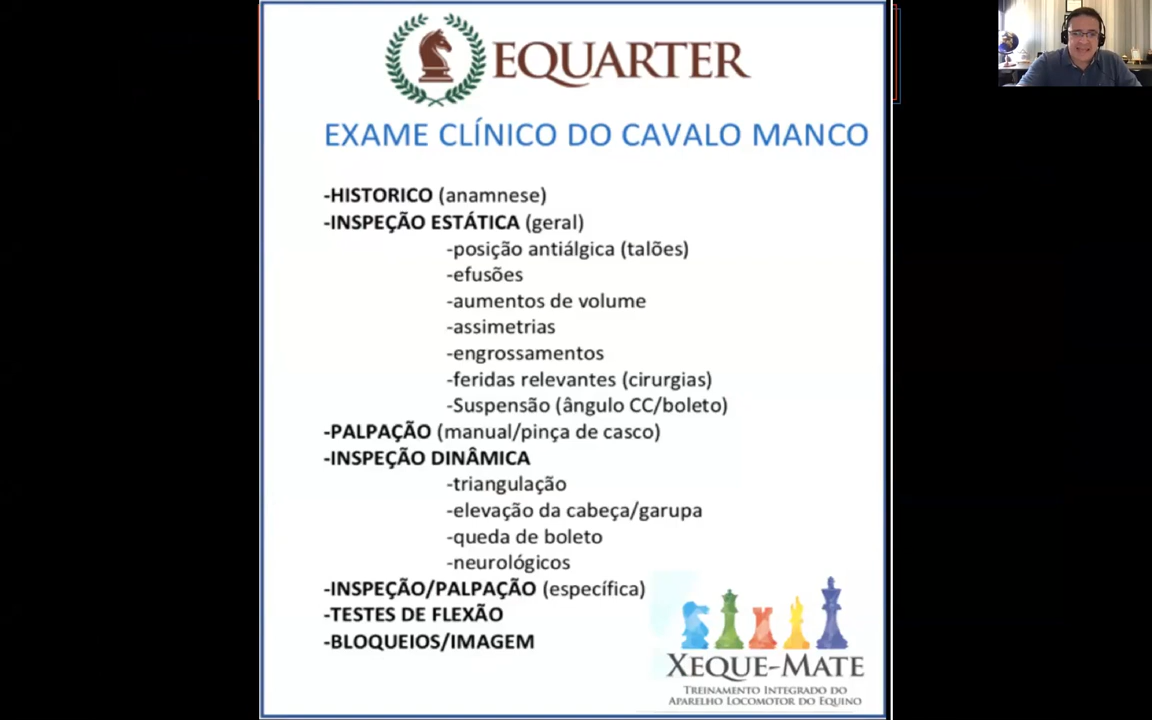 EQUARTER
EXAME CLÍNICO DO CAVALO MANCO
-HISTORICO (anamnese)
-INSPEÇÃO ESTÁTICA (geral)
-posição antiálgica (talões)
-efusões
-aumentos de volume
-assimetrias
-engrossamentos
-feridas relevantes (cirurgias)
-Suspensão (ângulo CC/boleto)
-PALPAÇÃO (manual/pinça de casco)
-INSPEÇÃO DINÂMICA
-triangulação
-elevação da cabeça/garupa
-queda de boleto
-neurológicos
-INSPEÇÃO/PALPAÇÃO (específica)
-TESTES DE FLEXÃO
-BLOQUEIOS/IMAGEM
XEQUE-MATE
TREINAMENTO INTEGRADO DO
APARELHO LOCOMOTOR DO EQUINO